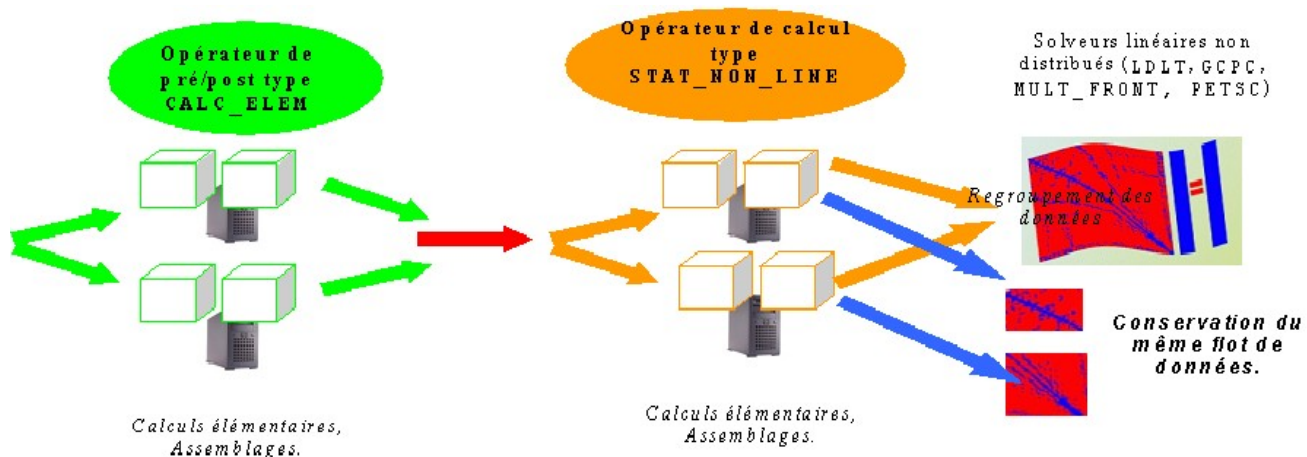 Opérateur de
pré/post type
CALC_ELEM
Opérateur de calcul
type
STAT_NON_LINE
Solveurs linéaires non
distribués (LDLT, GCPC,
MULT_FRONT, PETSC)
Regroupement des
données
Conservation du
même flot de
données.
Calculs élémentaires,
Assemblages.
Calculs élémentaires,
Assemblages.